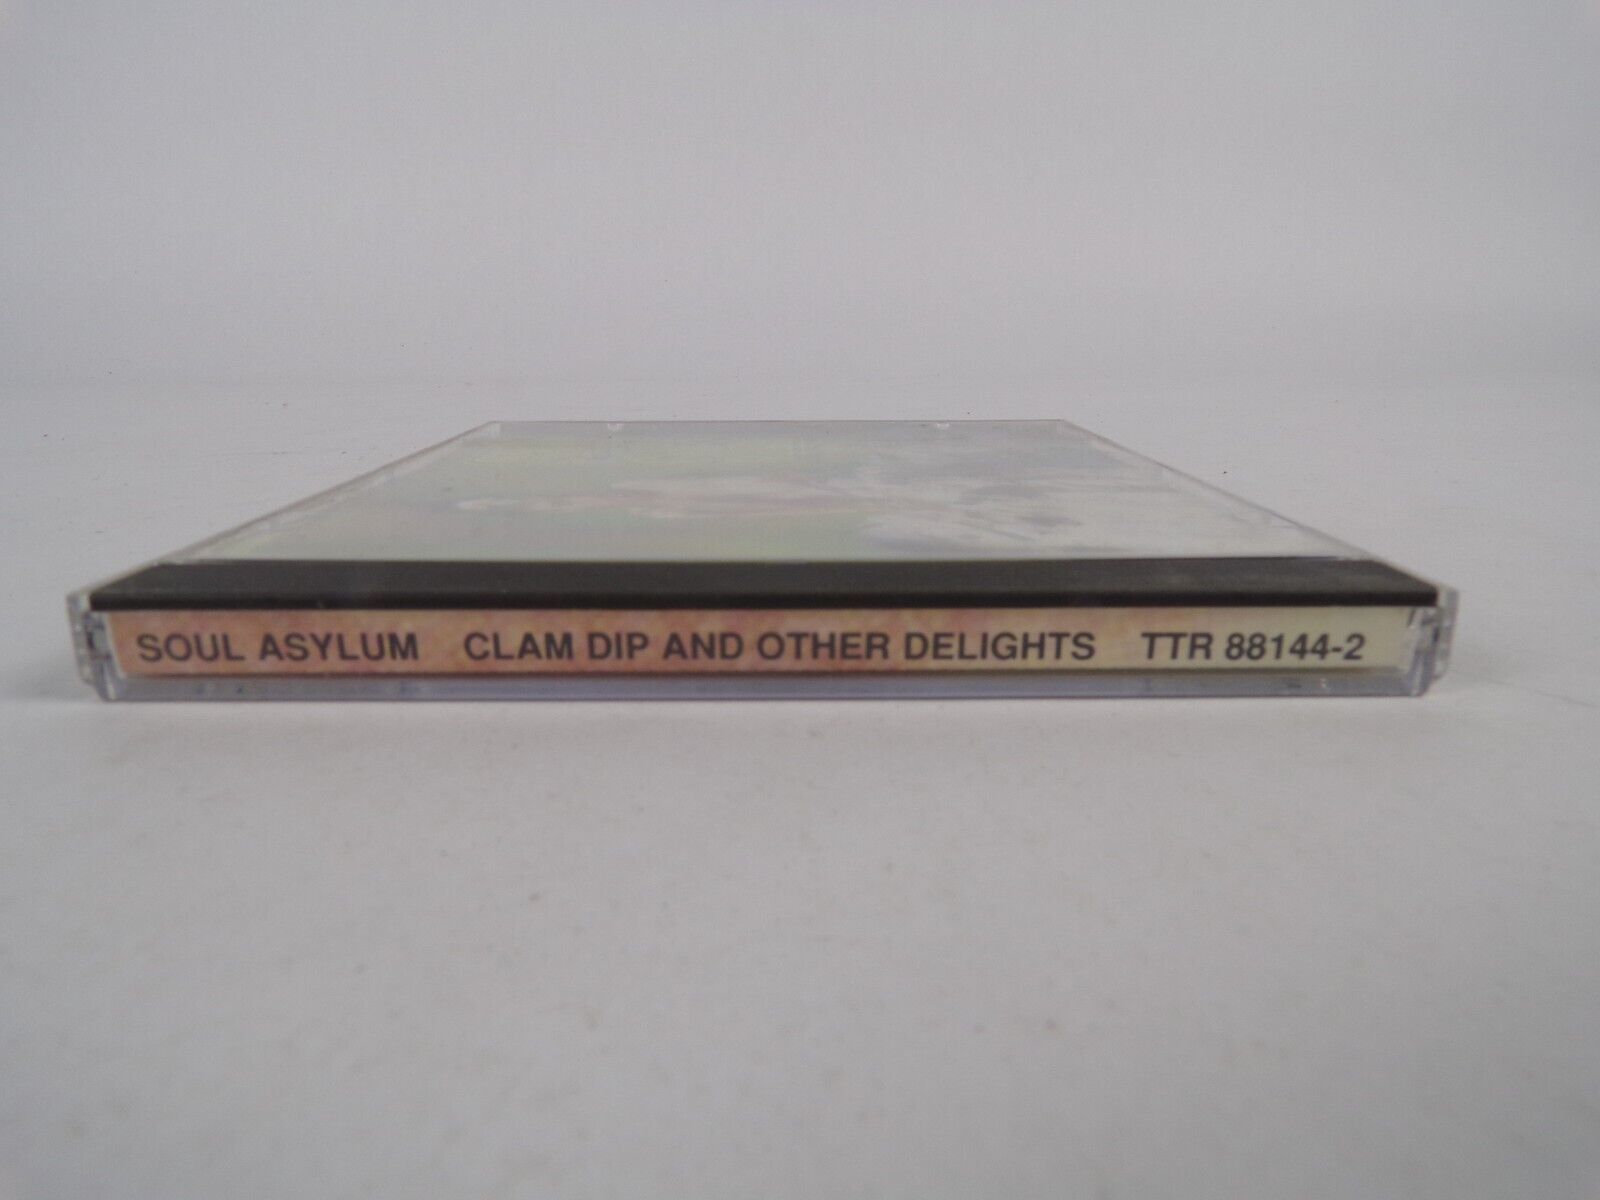 SOUL ASYLUM CLAM DIP AND OTHER DELIGHTS TTR 88144-2